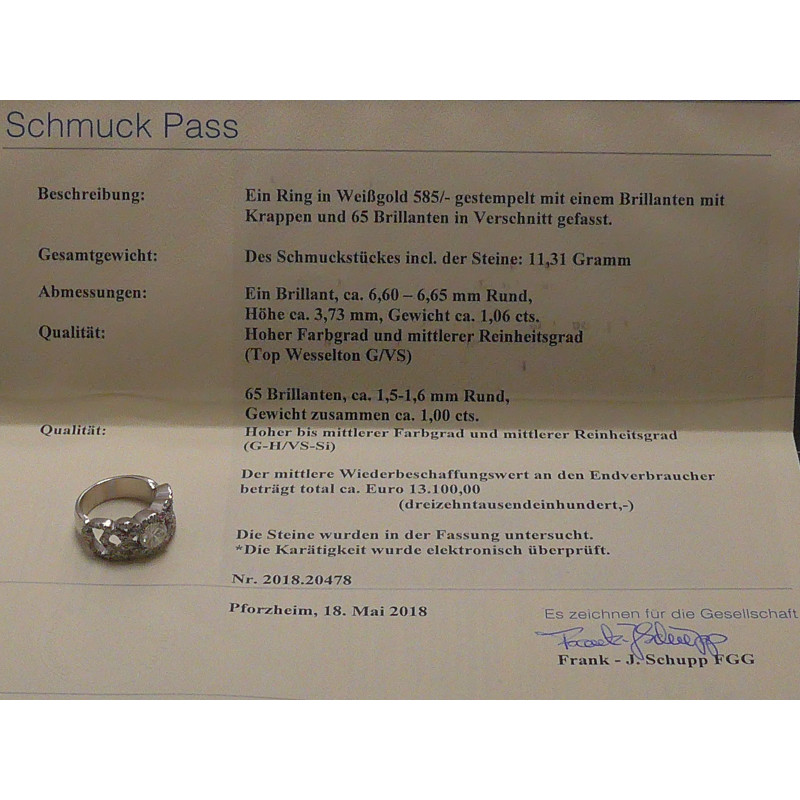 Schmuck Pass
Beschreibung: Ein Ring in Weißgold 585/- gestempelt mit einem Brillanten mit
Krappen und 65 Brillanten in Verschnitt gefasst.
Gesamtgewicht: Des Schmuckstückes incl. der Steine: 11,31 Gramm
Abmessungen: Ein Brillant, ca. 6,60 – 6,65 mm Rund,
Höhe ca. 3,73 mm, Gewicht ca. 1,06 cts.
Qualität: Hoher Farbgrad und mittlerer Reinheitsgrad
(Top Wesselton G/VS)
65 Brillanten, ca. 1,5-1,6 mm Rund,
Gewicht zusammen ca. 1,00 cts.
Qualität: Hoher bis mittlerer Farbgrad und mittlerer Reinheitsgrad
(G-H/VS-Si)
Der mittlere Wiederbeschaffungswert an den Endverbraucher
beträgt total ca. Euro 13.100,00
(dreizehntausendeinhundert,-)
Die Steine wurden in der Fassung untersucht.
*Die Karätigkeit wurde elektronisch überprüft.
Nr. 2018.20478
Pforzheim, 18. Mai 2018
Es zeichnen für die Gesellschaft
Frank-J Schupp
Frank - J. Schupp FGG